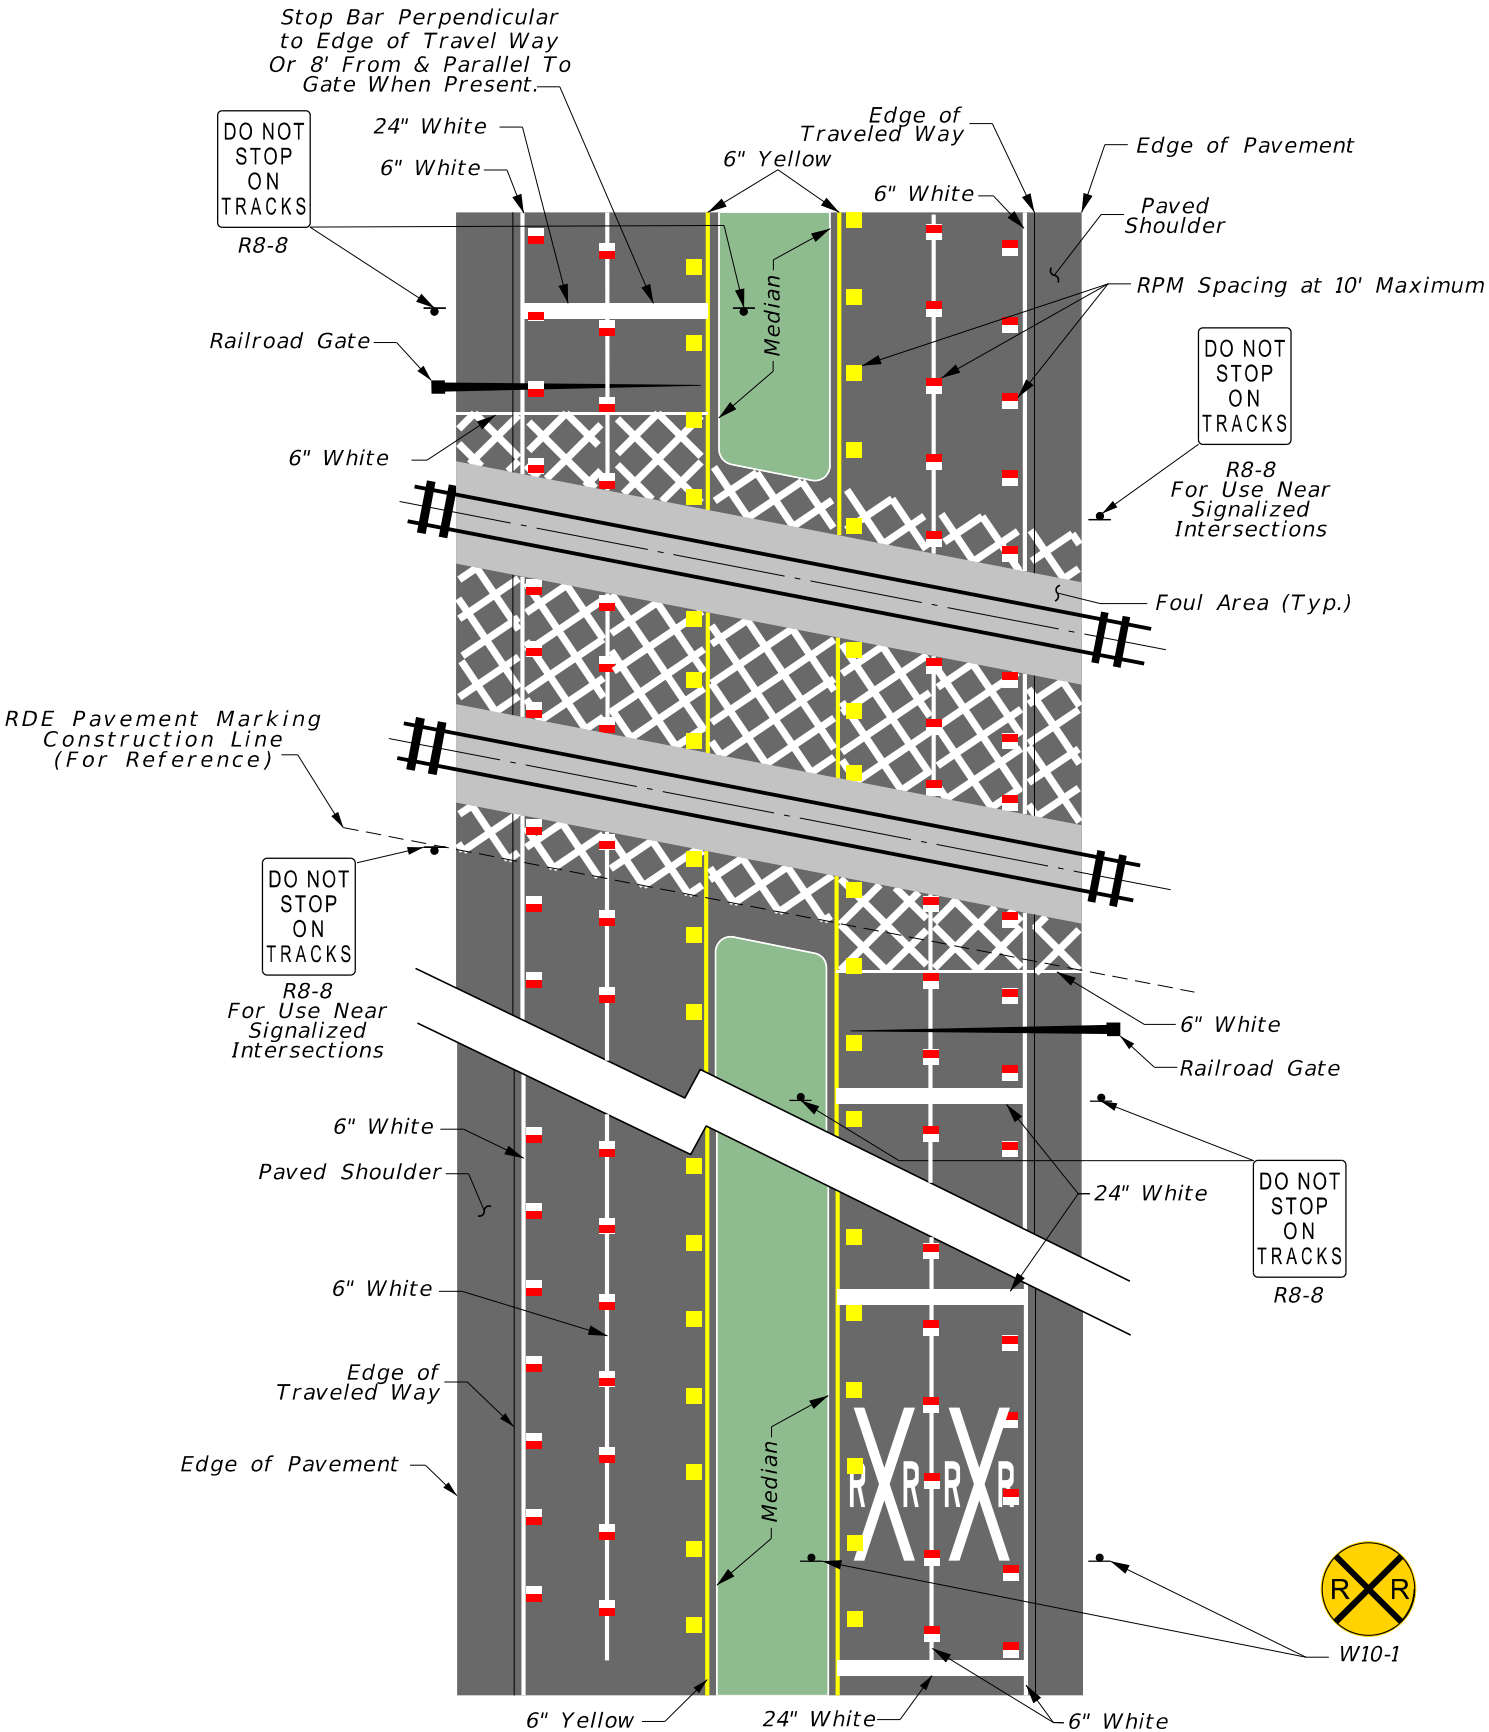 Stop Bar Perpendicular
to Edge of Travel Way
Or 8' From & Parallel To
Gate When Present.
DO NOT
STOP
ON
TRACKS
R8-8
24" White
6" White
6" Yellow
Edge of
Traveled Way
6" White
Edge of Pavement
Paved
Shoulder
RPM Spacing at 10' Maximum
Median
Railroad Gate
6" White
DO NOT
STOP
ON
TRACKS
R8-8
For Use Near
Signalized
Intersections
Foul Area (Typ.)
RDE Pavement Marking
Construction Line
(For Reference)
DO NOT
STOP
ON
TRACKS
R8-8
For Use Near
Signalized
Intersections
6" White
Railroad Gate
6" White
Paved Shoulder
24" White
DO NOT
STOP
ON
TRACKS
R8-8
6" White
Edge of
Traveled Way
Edge of Pavement
Median
R R R R
R R
W10-1
6" Yellow
24" White
6" White